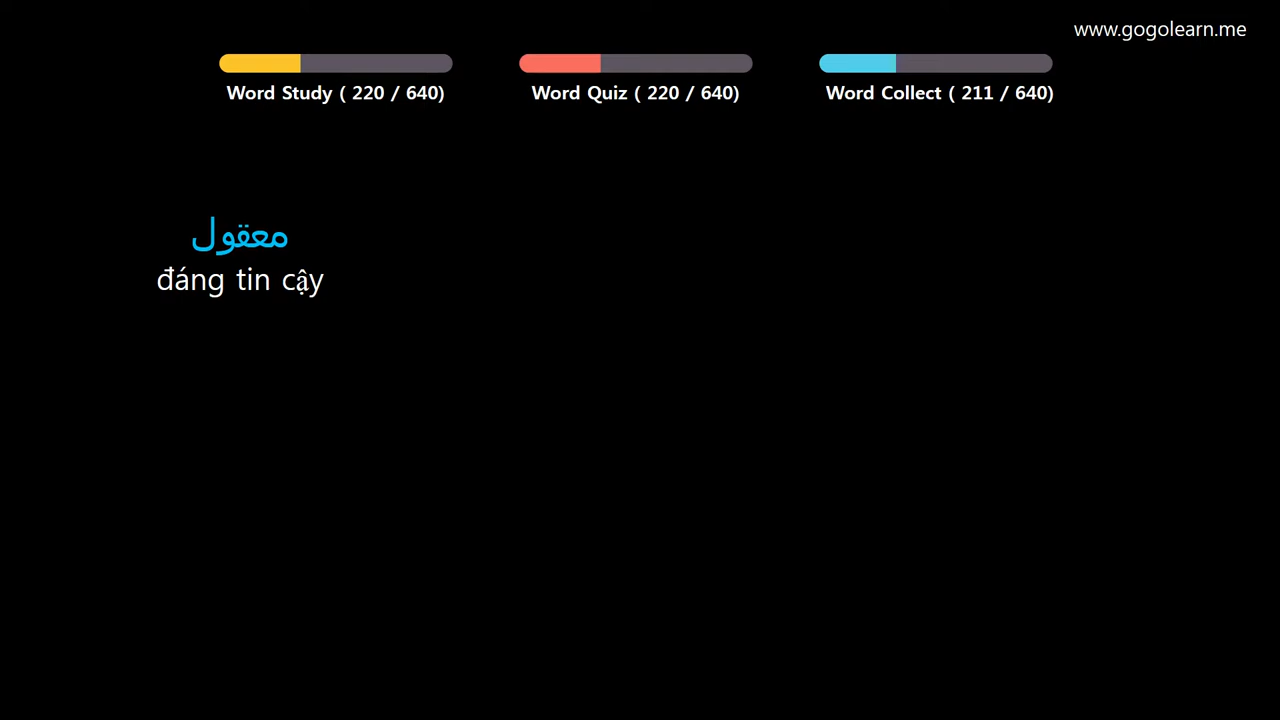 www.gogolearn.me
Word Study ( 220 / 640)
Word Quiz ( 220 / 640)
Word Collect ( 211 / 640)
معقول
đáng tin cậy